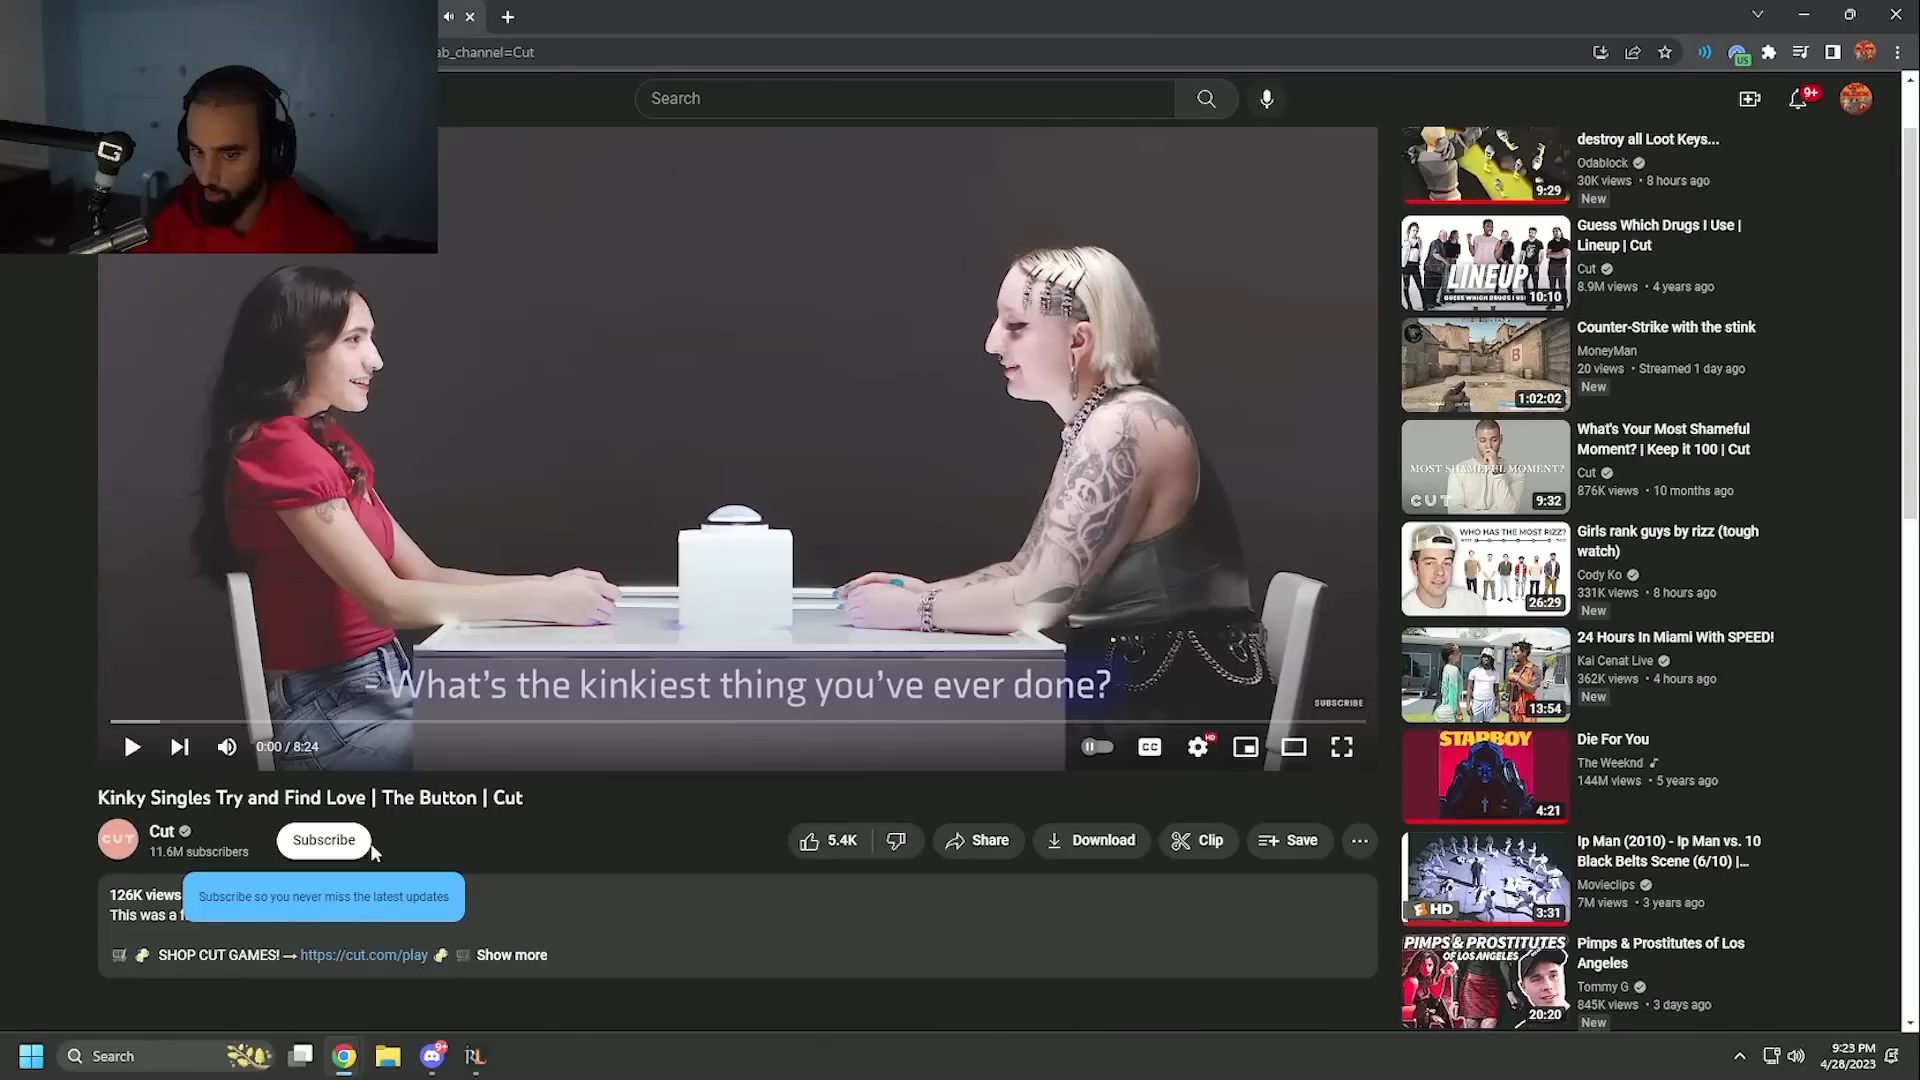 ab_channel=Cut
US
Search
9+
- What's the kinkiest thing you've ever done?
SUBSCRIBE
0:00 / 8:24
CC
HD
Kinky Singles Try and Find Love | The Button | Cut
CUT
Cut
11.6M subscribers
Subscribe
5.4K
Share
Download
Clip
Save
126K views
This was a f
Subscribe so you never miss the latest updates
SHOP CUT GAMES! → https://cut.com/play
Show more
9:29
destroy all Loot Keys...
Odablock
30K views • 8 hours ago
New
LINEUP
GUESS WHICH DRUGS I US
10:10
Guess Which Drugs I Use |
Lineup | Cut
Cut
8.9M views • 4 years ago
B
1:02:02
Counter-Strike with the stink
MoneyMan
20 views • Streamed 1 day ago
New
MOST SHAMEFUL MOMENT?
CUT
9:32
What's Your Most Shameful
Moment? | Keep it 100 | Cut
Cut
876K views • 10 months ago
WHO HAS THE MOST RIZZ?
26:29
Girls rank guys by rizz (tough
watch)
Cody Ko
331K views • 8 hours ago
New
13:54
24 Hours In Miami With SPEED!
Kai Cenat Live
362K views • 4 hours ago
New
STARBOY
4:21
Die For You
The Weeknd
144M views • 5 years ago
HD
3:31
Ip Man (2010) - Ip Man vs. 10
Black Belts Scene (6/10) |...
Movieclips
7M views • 3 years ago
PIMPS & PROSTITUTES
OF LOS ANGELES
20:20
Pimps & Prostitutes of Los
Angeles
Tommy G
845K views • 3 days ago
New
Search
9+
RL
9:23 PM
4/28/2023